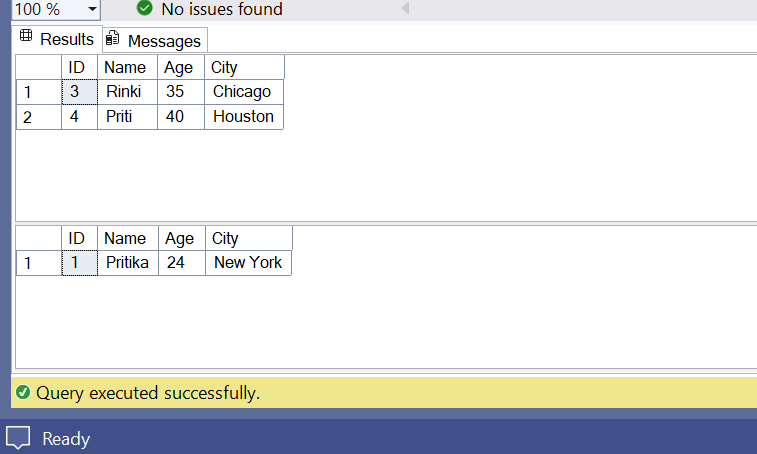 100 % No issues found
Results Messages
ID Name Age City
1 3 Rinki 35 Chicago
2 4 Priti 40 Houston
ID Name Age City
1 1 Pritika 24 New York
Query executed successfully.
Ready